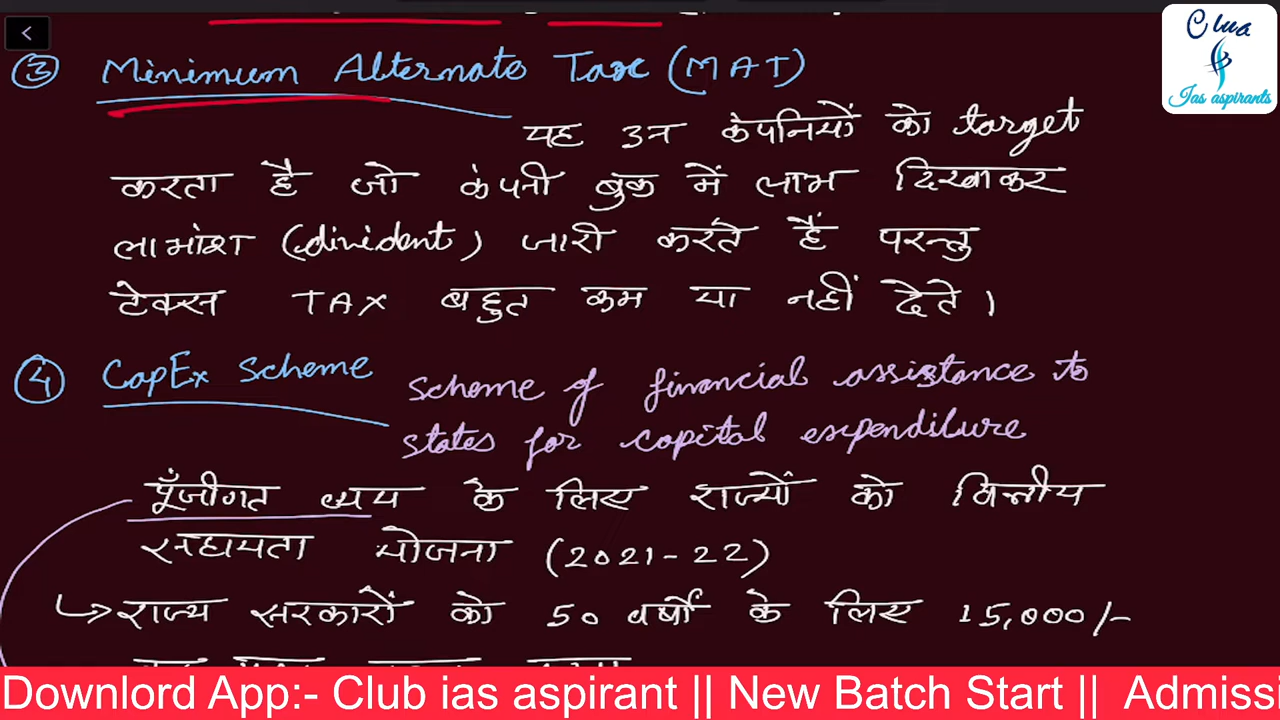 Clua
Ias aspirants
③ Minimum Alternate Tax (MAT)
यह उन कंपनियों को target
करता है जो कंपनी बुक में लाभ दिखाकर
लाभांश (divident) जारी करते हैं परन्तु
टेक्स TAX बहुत कम या नहीं देते ।
④ CapEx Scheme
Scheme of financial assistance to
states for capital expenditure
पूँजीगत व्यय के लिए राज्यों को वित्तीय
सहायता योजना (2021-22)
↳ राज्य सरकारों को 50 वर्षों के लिए 15,000/-
Downlord App:- Club ias aspirant || New Batch Start || Admissi